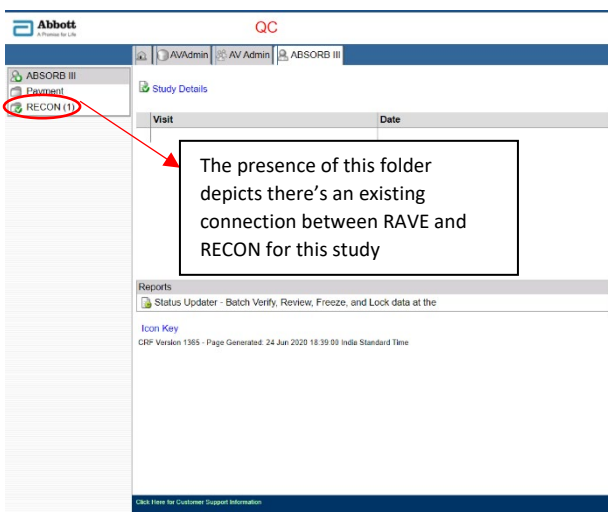 Abbott
A Promise for Life
QC
AVAdmin AV Admin ABSORB III
ABSORB III
Payment
RECON (1)
Study Details
Visit Date
The presence of this folder
depicts there's an existing
connection between RAVE and
RECON for this study
Reports
Status Updater - Batch Verify, Review, Freeze, and Lock data at the
Icon Key
CRF Version 1365 - Page Generated: 24 Jun 2020 18:39:09 India Standard Time
Click Here for Customer Support Information